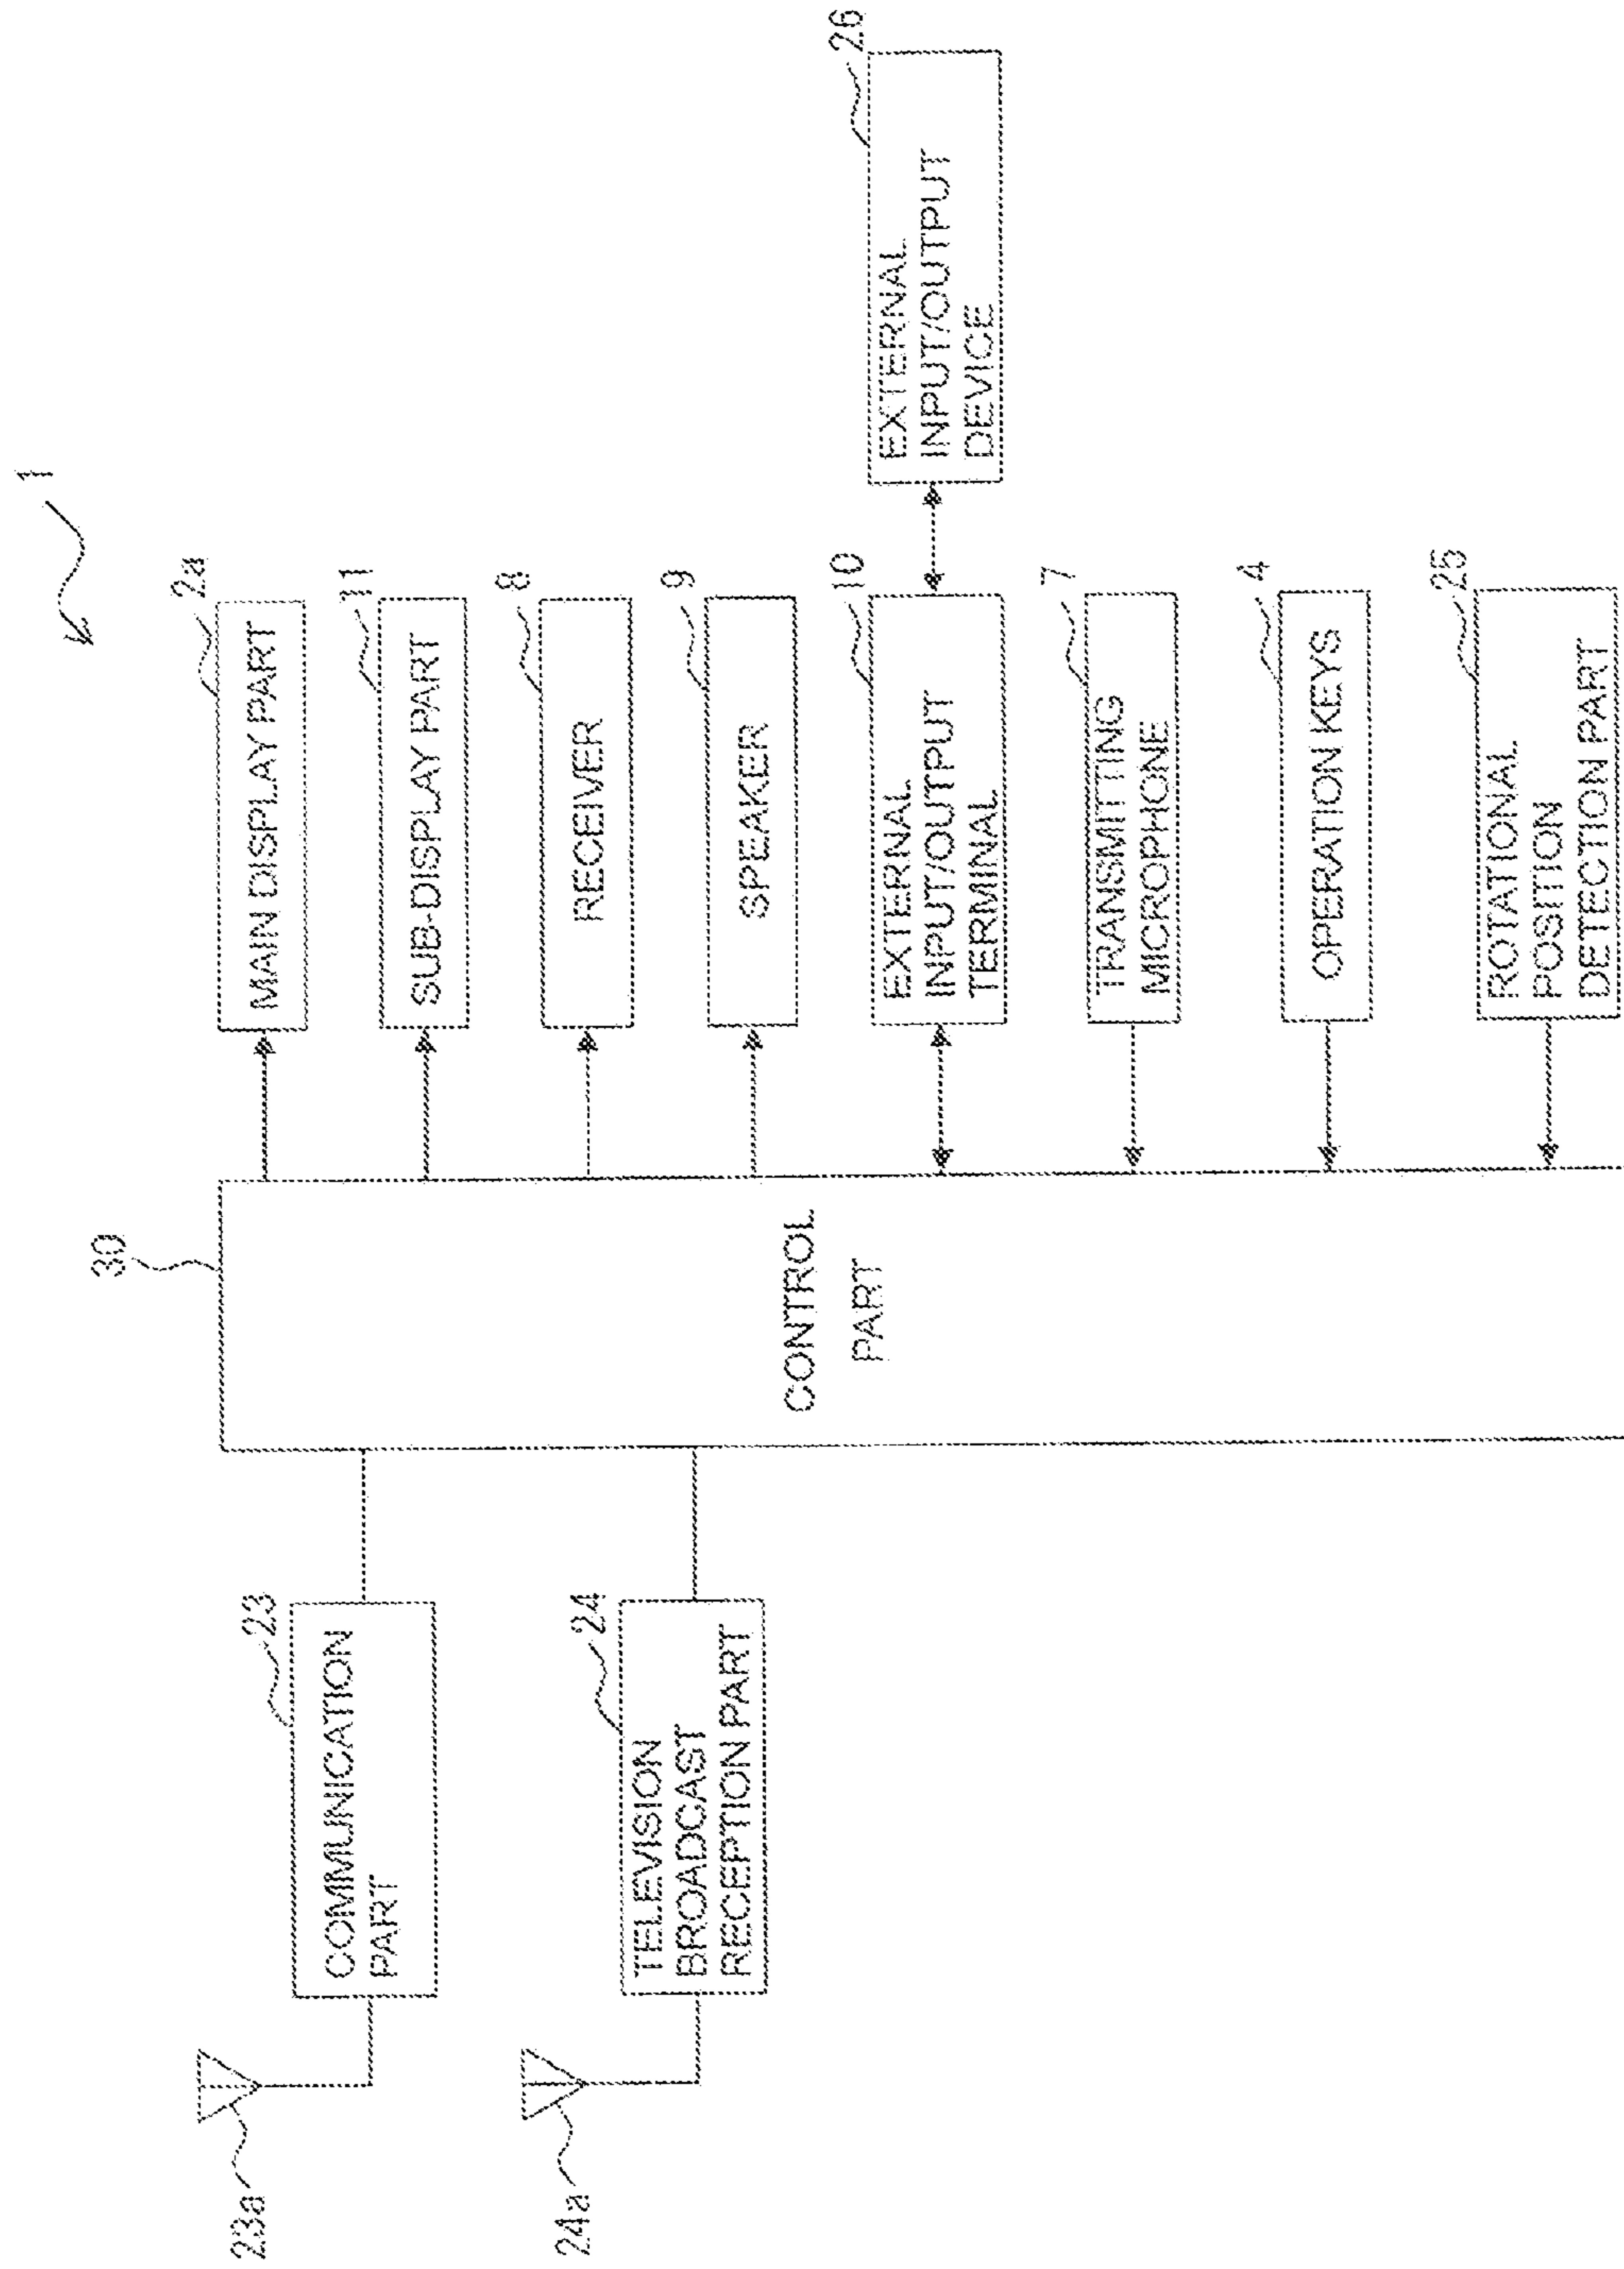 1
30
23a
23
COMMUNICATION
PART
24a
24
TELEVISION
BROADCAST
RECEPTION PART
CONTROL
PART
2a
MAIN DISPLAY PART
11
SUB-DISPLAY PART
8
RECEIVER
9
SPEAKER
10
EXTERNAL
INPUT/OUTPUT
TERMINAL
26
EXTERNAL
INPUT/OUTPUT
DEVICE
7
TRANSMITTING
MICROPHONE
4
OPERATION KEYS
25
ROTATIONAL
POSITION
DETECTION PART